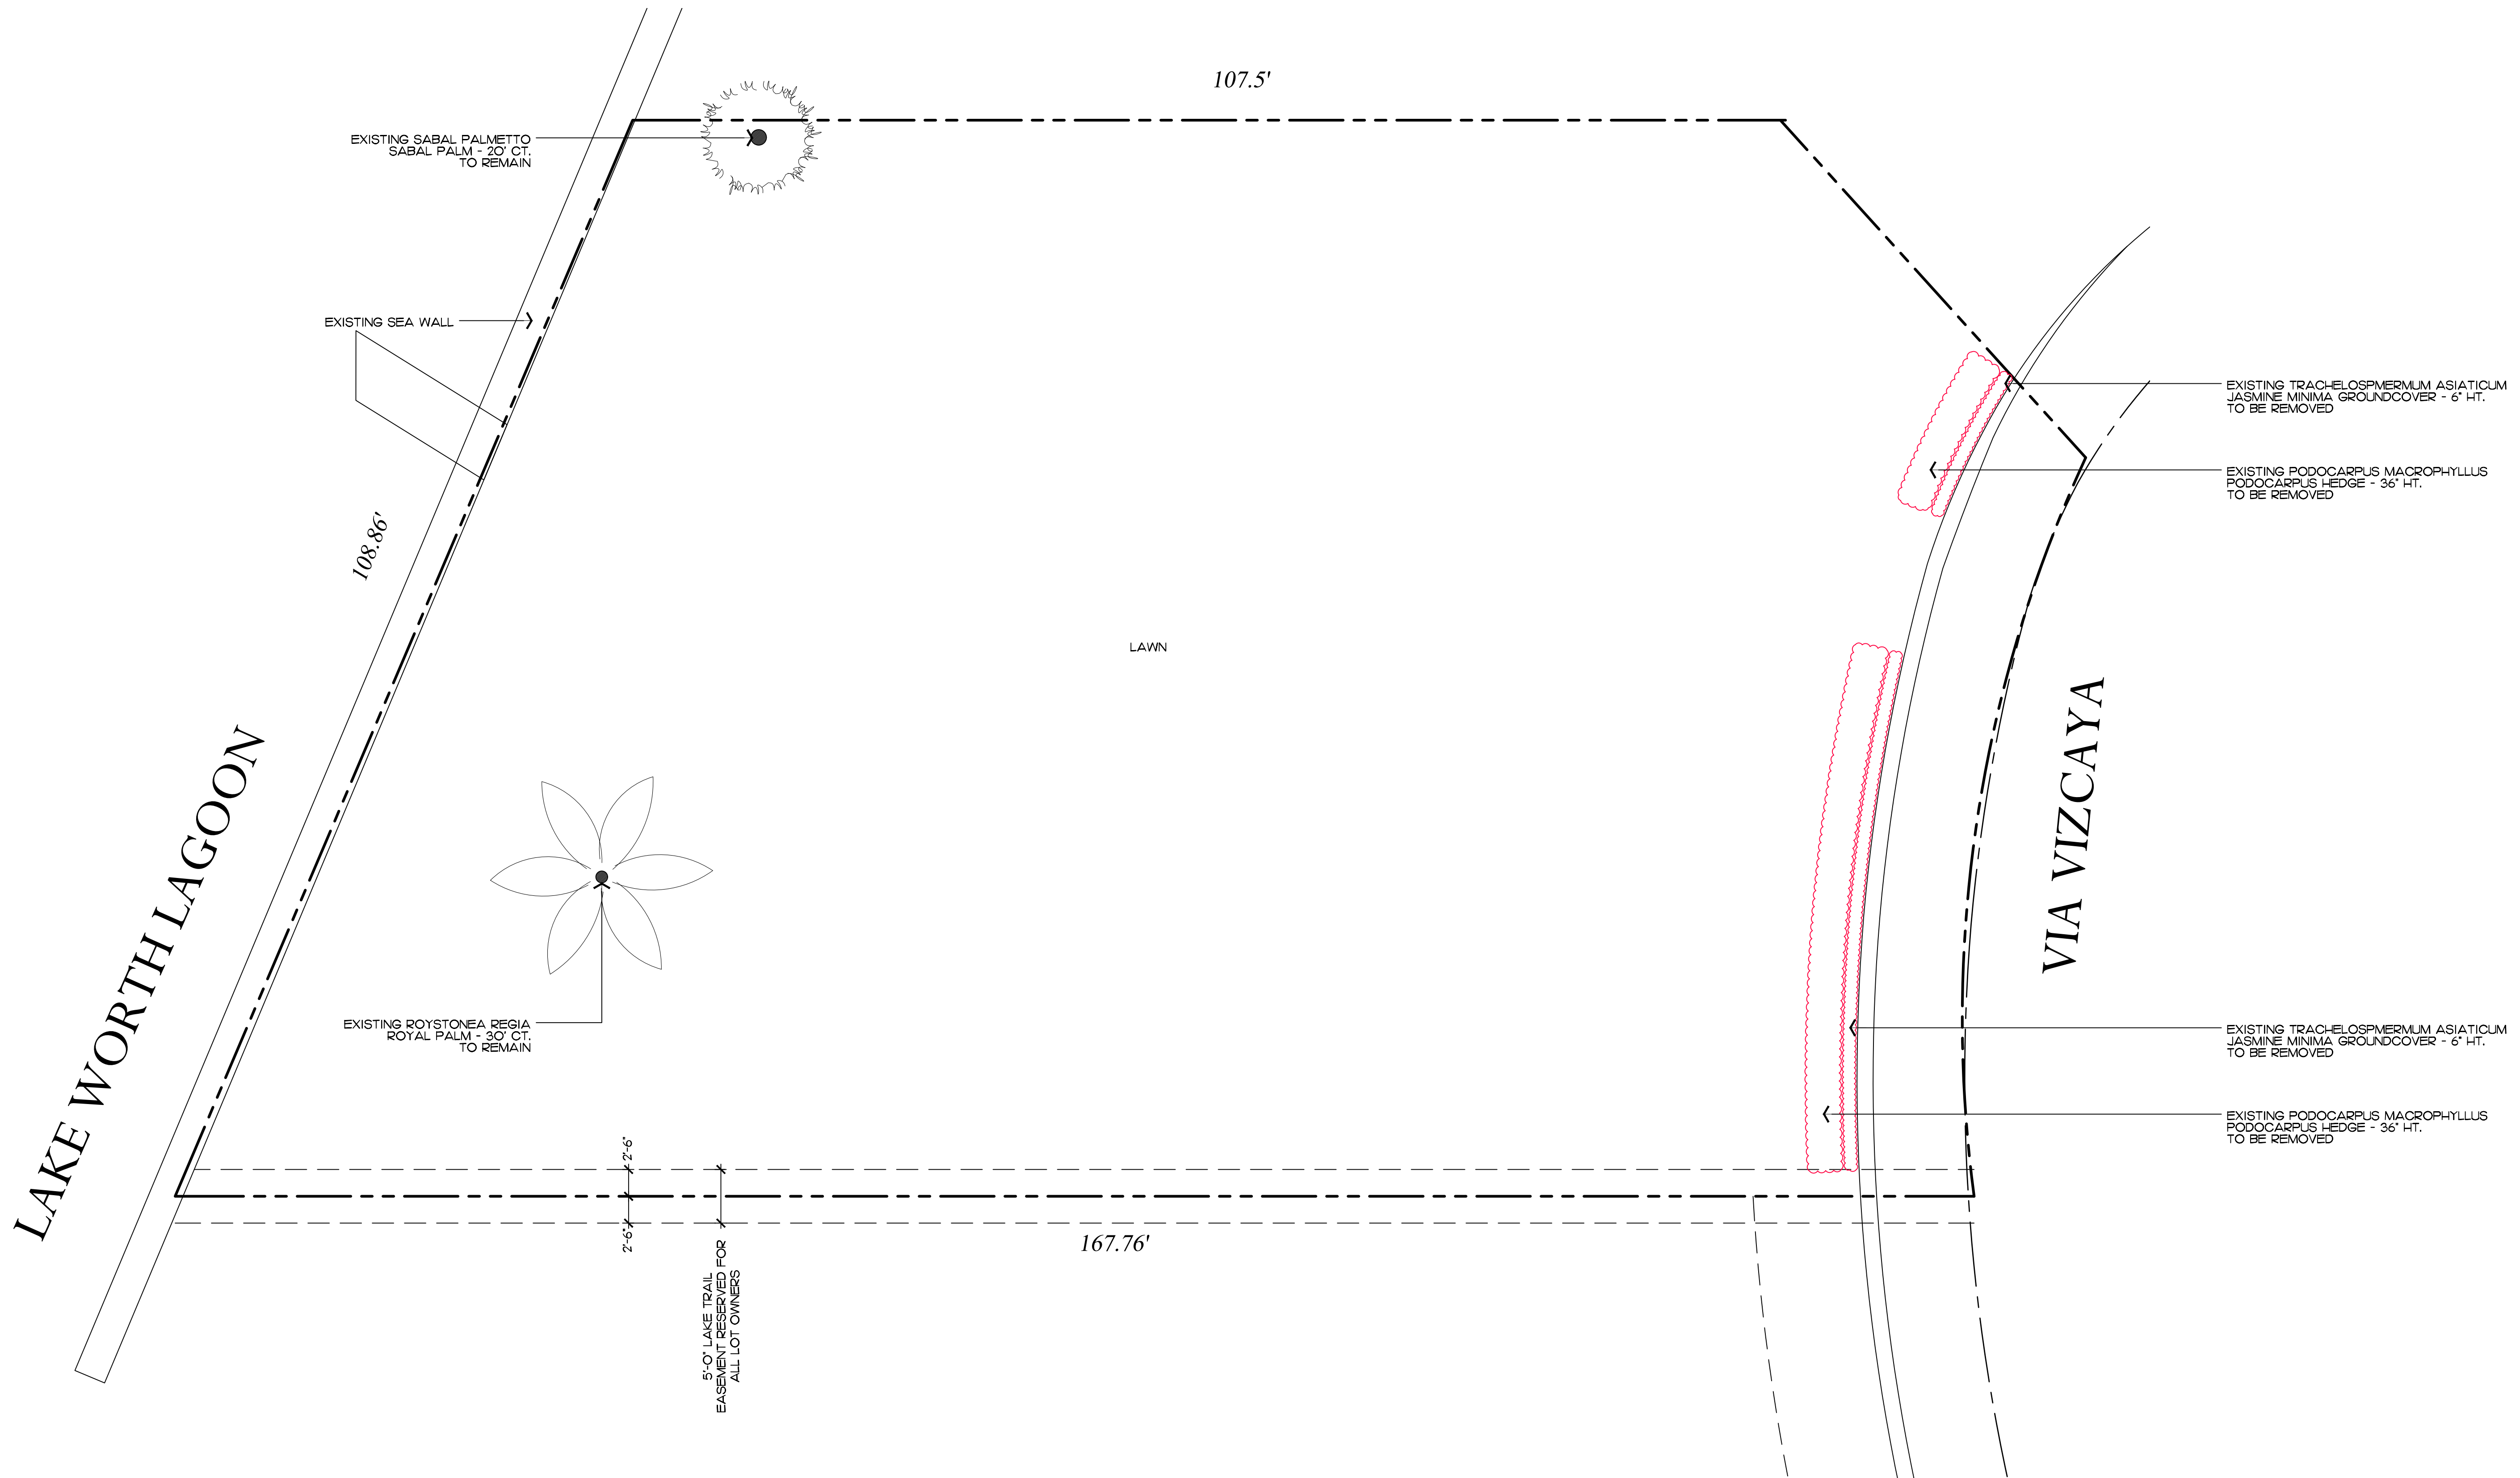 107.5'
EXISTING SABAL PALMETTO
SABAL PALM - 20' CT.
TO REMAIN
EXISTING SEA WALL
EXISTING TRACHELOSPMERMUM ASIATICUM
JASMINE MINIMA GROUNDCOVER - 6" HT.
TO BE REMOVED
EXISTING PODOCARPUS MACROPHYLLUS
PODOCARPUS HEDGE - 36" HT.
TO BE REMOVED
108.86'
LAWN
LAKE WORTH LAGOON
VIA VIZCAYA
EXISTING ROYSTONEA REGIA
ROYAL PALM - 30' CT.
TO REMAIN
EXISTING TRACHELOSPMERMUM ASIATICUM
JASMINE MINIMA GROUNDCOVER - 6" HT.
TO BE REMOVED
EXISTING PODOCARPUS MACROPHYLLUS
PODOCARPUS HEDGE - 36" HT.
TO BE REMOVED
2'-6"
2'-6"
167.76'
5'-0" LAKE TRAIL
EASEMENT RESERVED FOR
ALL LOT OWNERS